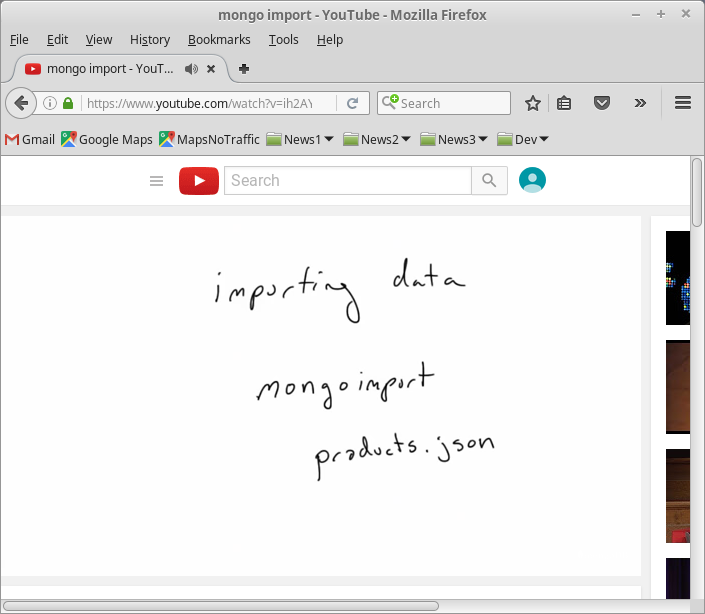 mongo import - YouTube - Mozilla Firefox
File Edit View History Bookmarks Tools Help
mongo import - YouT...
https://www.youtube.com/watch?v=ih2AY
Search
Gmail Google Maps MapsNoTraffic News1 News2 News3 Dev
Search
importing data
mongoimport
products.json